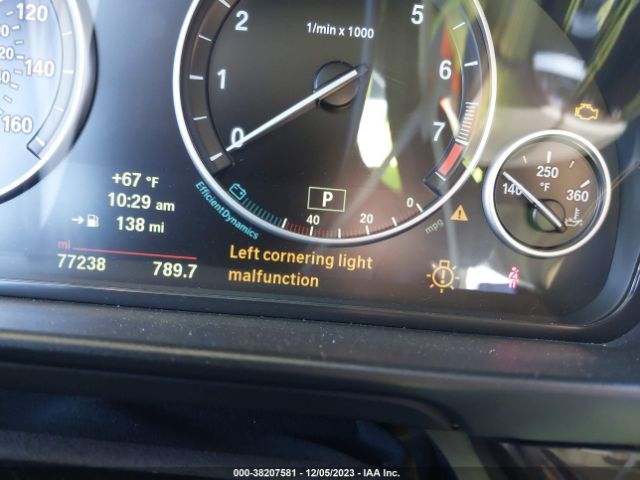 120
140
160
2
1
0
1/min x 1000
5
6
7
+67 °F
10:29 am
138 mi
mi
77238 789.7
EfficientDynamics
P
40
20
0
mpg
140
250
°F
360
Left cornering light
malfunction
000-38207581 - 12/05/2023 - IAA Inc.